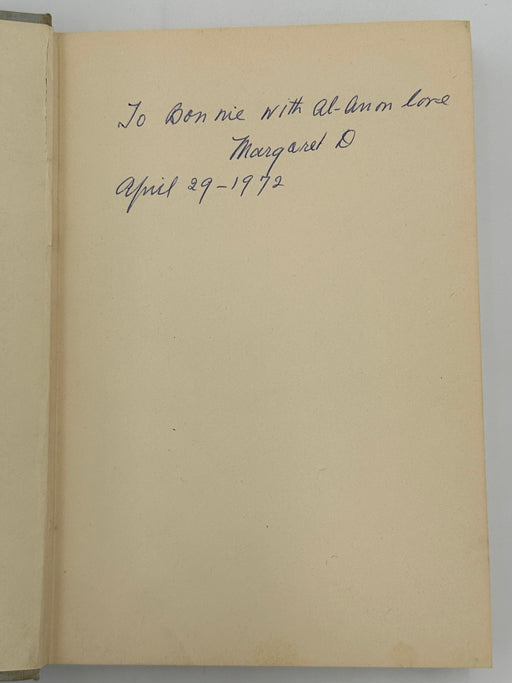 To Bonnie with Al-Anon love
Margaret D
April 29-1972